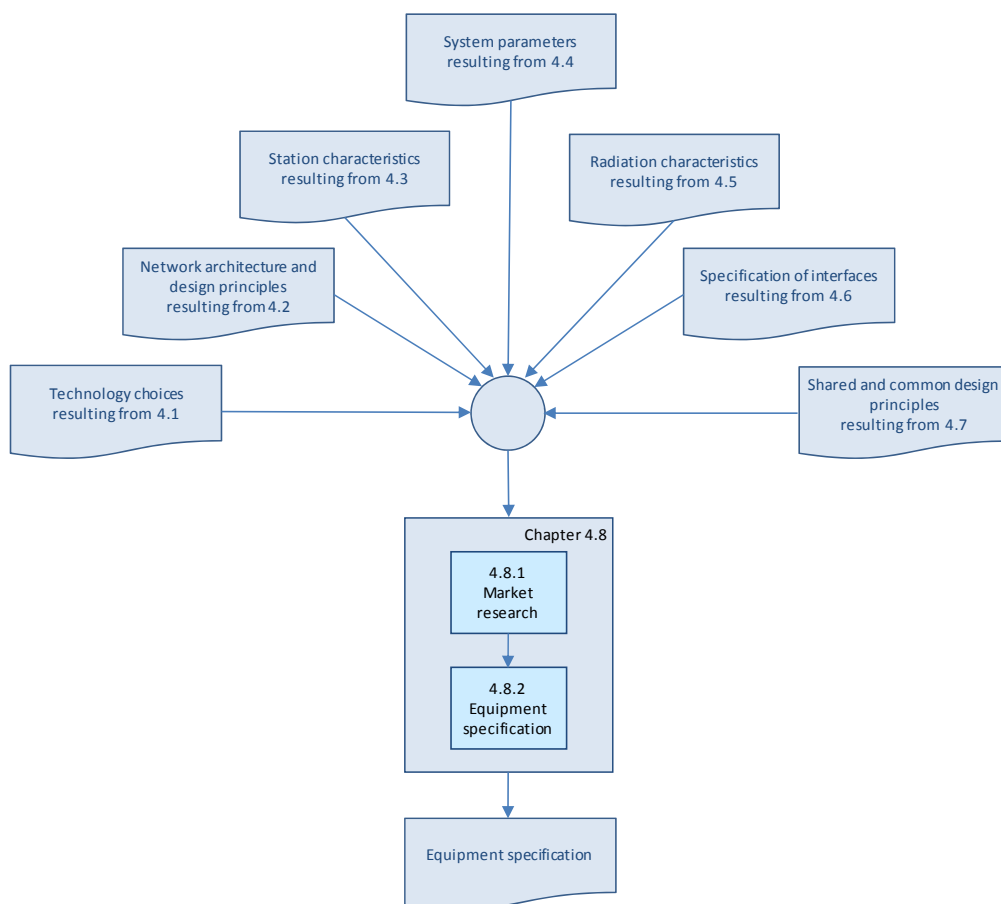 System parameters
resulting from 4.4
Station characteristics
resulting from 4.3
Radiation characteristics
resulting from 4.5
Network architecture and
design principles
resulting from 4.2
Specification of interfaces
resulting from 4.6
Technology choices
resulting from 4.1
Shared and common design
principles
resulting from 4.7
Chapter 4.8
4.8.1
Market
research
4.8.2
Equipment
specification
Equipment specification